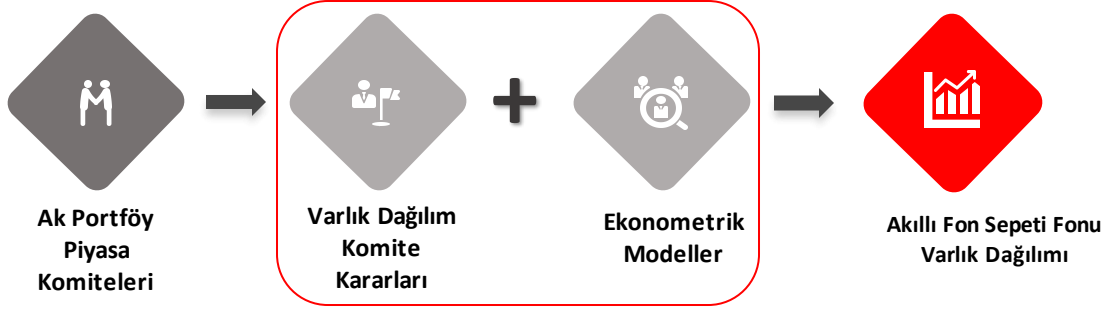 Ak Portföy
Piyasa
Komiteleri
Varlık Dağılım
Komite
Kararları
Ekonometrik
Modeller
Akıllı Fon Sepeti Fonu
Varlık Dağılımı